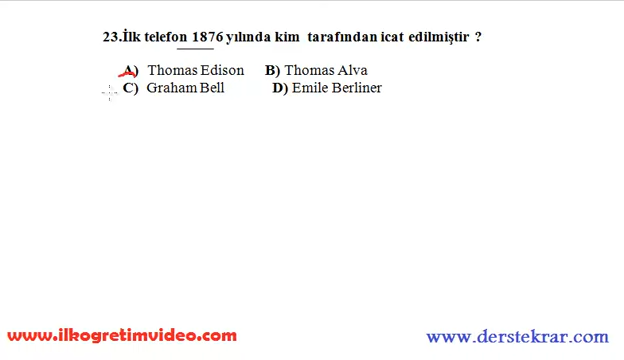 23.İlk telefon 1876 yılında kim tarafından icat edilmiştir ?
A) Thomas Edison B) Thomas Alva
C) Graham Bell D) Emile Berliner
www.ilkogretimvideo.com www.derstekrar.com